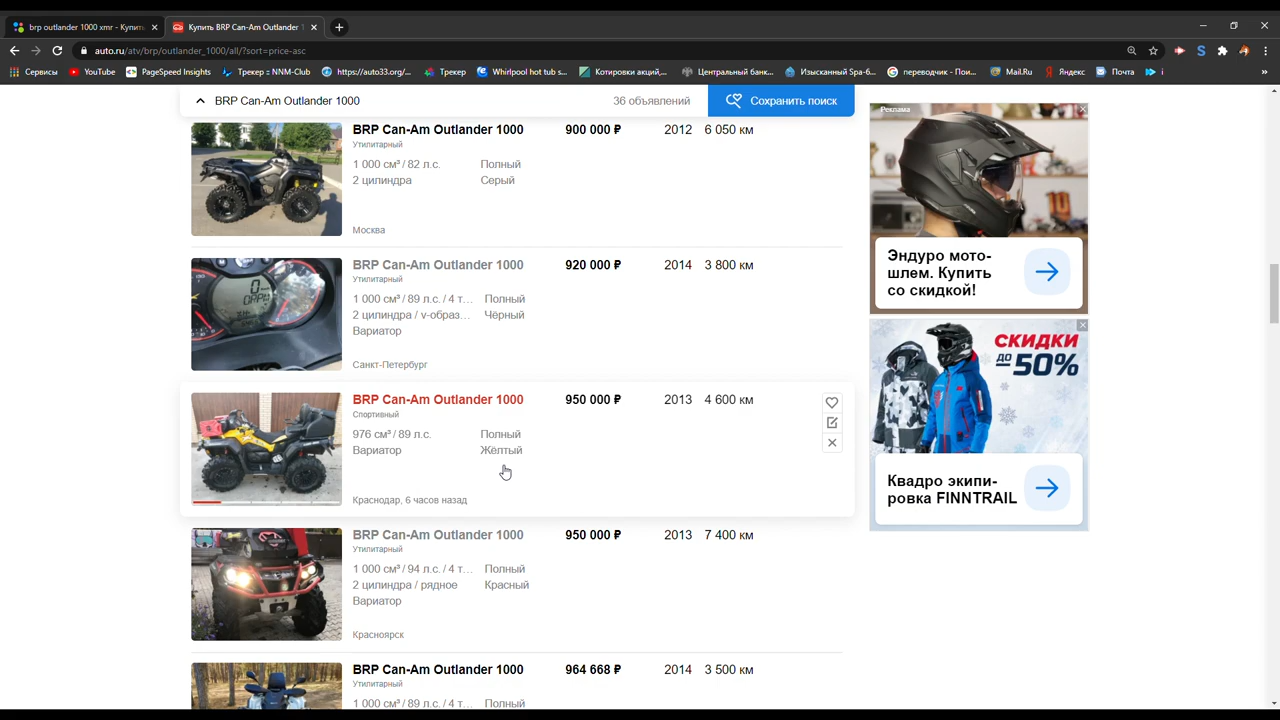 brp outlander 1000 xmr - Купить
Купить BRP Can-Am Outlander 1
auto.ru/atv/brp/outlander_1000/all/?sort=price-asc
Сервисы
YouTube
PageSpeed Insights
Трекер :: NNM-Club
https://auto33.org/...
Трекер
Whirlpool hot tub s...
Котировки акций,...
Центральный банк...
Изысканный Spa-б...
переводчик - Пои...
Mail.Ru
Яндекс
Почта
i
BRP Can-Am Outlander 1000
36 объявлений
Сохранить поиск
BRP Can-Am Outlander 1000 900 000 ₽ 2012 6 050 км
Утилитарный
1 000 см³ / 82 л.с. Полный
2 цилиндра Серый
Москва
BRP Can-Am Outlander 1000 920 000 ₽ 2014 3 800 км
Утилитарный
1 000 см³ / 89 л.с. / 4 т... Полный
2 цилиндра / v-образ... Чёрный
Вариатор
Санкт-Петербург
BRP Can-Am Outlander 1000 950 000 ₽ 2013 4 600 км
Спортивный
976 см³ / 89 л.с. Полный
Вариатор Жёлтый
Краснодар, 6 часов назад
BRP Can-Am Outlander 1000 950 000 ₽ 2013 7 400 км
Утилитарный
1 000 см³ / 94 л.с. / 4 т... Полный
2 цилиндра / рядное Красный
Вариатор
Красноярск
BRP Can-Am Outlander 1000 964 668 ₽ 2014 3 500 км
Утилитарный
1 000 см³ / 89 л.с. / 4 т... Полный
Реклама
Эндуро мото-
шлем. Купить
со скидкой!
СКИДКИ
ДО -50%
Квадро экипи-
ровка FINNTRAIL